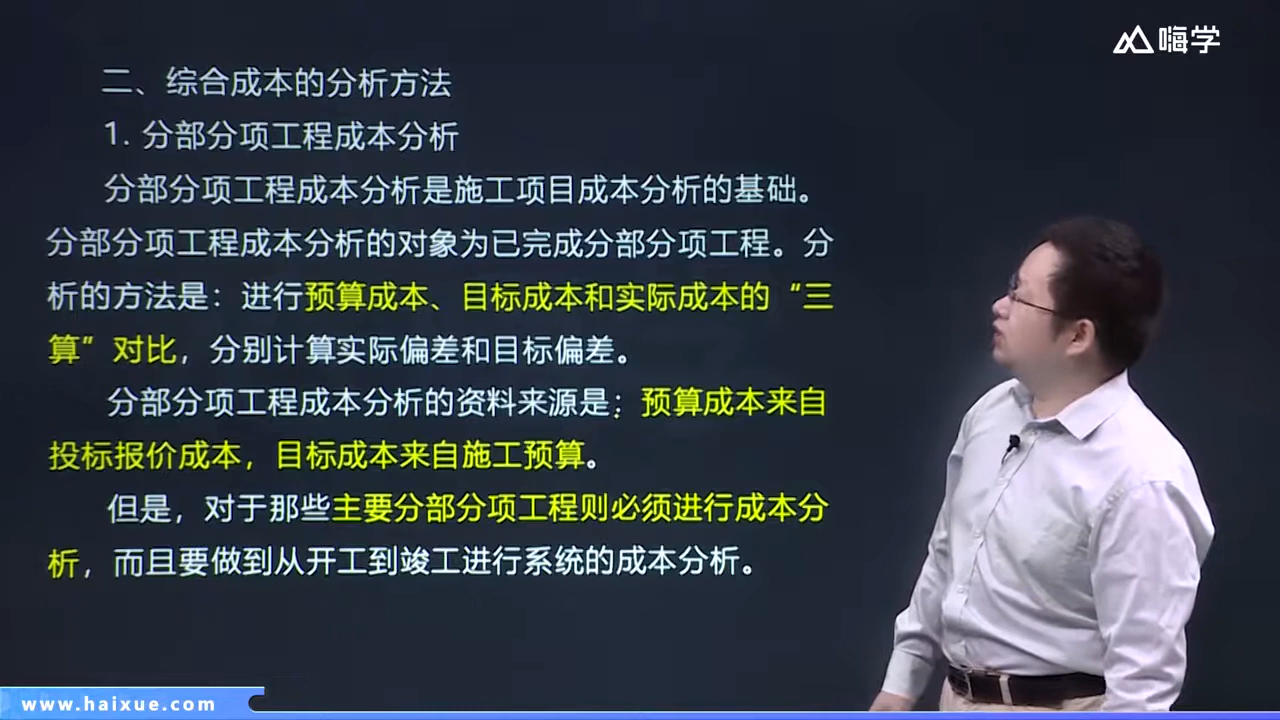 嗨学
二、综合成本的分析方法
1. 分部分项工程成本分析
分部分项工程成本分析是施工项目成本分析的基础。
分部分项工程成本分析的对象为已完成分部分项工程。分
析的方法是：进行预算成本、目标成本和实际成本的“三
算”对比，分别计算实际偏差和目标偏差。
分部分项工程成本分析的资料来源是：预算成本来自
投标报价成本，目标成本来自施工预算。
但是，对于那些主要分部分项工程则必须进行成本分
析，而且要做到从开工到竣工进行系统的成本分析。
www.haixue.com